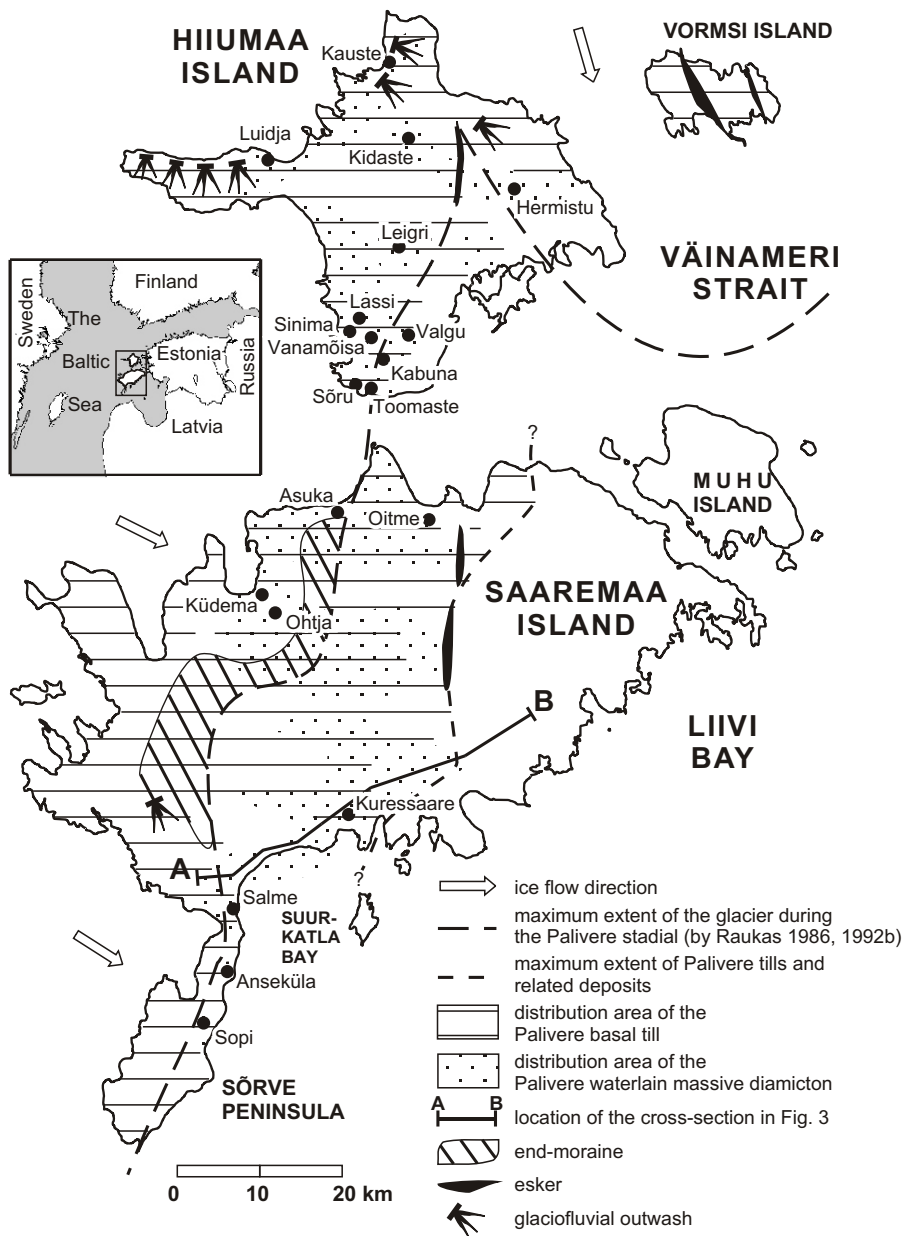 HIIUMAA
ISLAND
VORMSI ISLAND
Kauste
Luidja
Kidaste
Hermistu
Leigri
VÄINAMERI
STRAIT
Lassi
Sinima
Valgu
Vanamõisa
Kabuna
Sõru
Toomaste
Sweden
Finland
The
Baltic
Estonia
Russia
Sea
Latvia
?
MUHU
ISLAND
Asuka
Oitme
SAAREMAA
ISLAND
Küdema
Ohtja
B
LIIVI
BAY
Kuressaare
A
?
Salme
SUUR-
KATLA
BAY
Anseküla
Sopi
SÕRVE
PENINSULA
0 10 20 km
ice flow direction
maximum extent of the glacier during
the Palivere stadial (by Raukas 1986, 1992b)
maximum extent of Palivere tills and
related deposits
distribution area of the
Palivere basal till
distribution area of the
Palivere waterlain massive diamicton
A B
location of the cross-section in Fig. 3
end-moraine
esker
glaciofluvial outwash